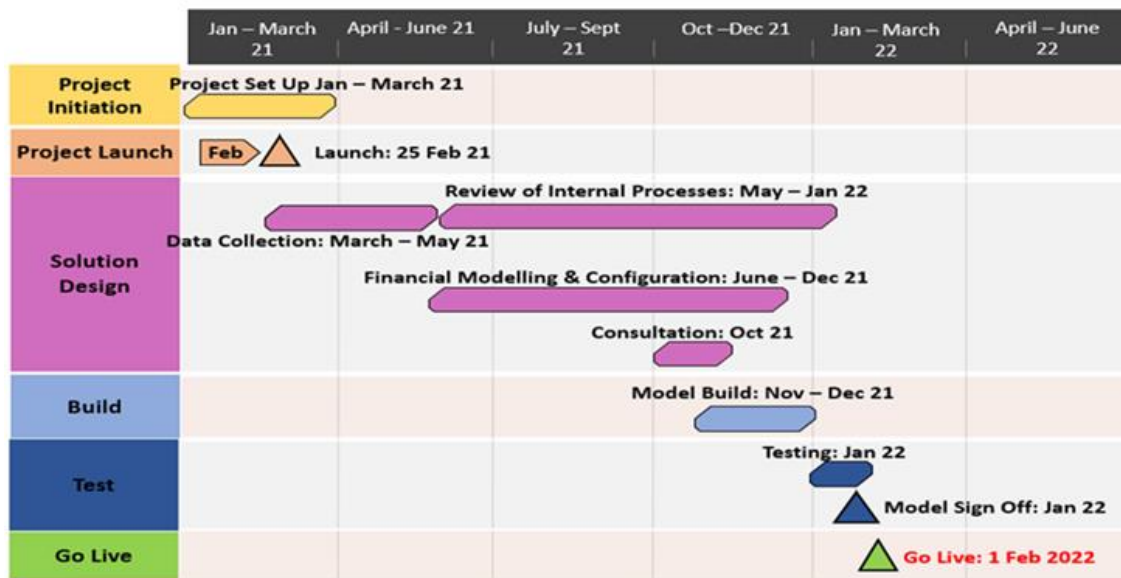 Jan – March 21
April - June 21
July – Sept 21
Oct –Dec 21
Jan – March 22
April – June 22
Project Initiation
Project Set Up Jan – March 21
Project Launch
Feb
Launch: 25 Feb 21
Solution Design
Review of Internal Processes: May – Jan 22
Data Collection: March – May 21
Financial Modelling & Configuration: June – Dec 21
Consultation: Oct 21
Build
Model Build: Nov – Dec 21
Test
Testing: Jan 22
Model Sign Off: Jan 22
Go Live
Go Live: 1 Feb 2022